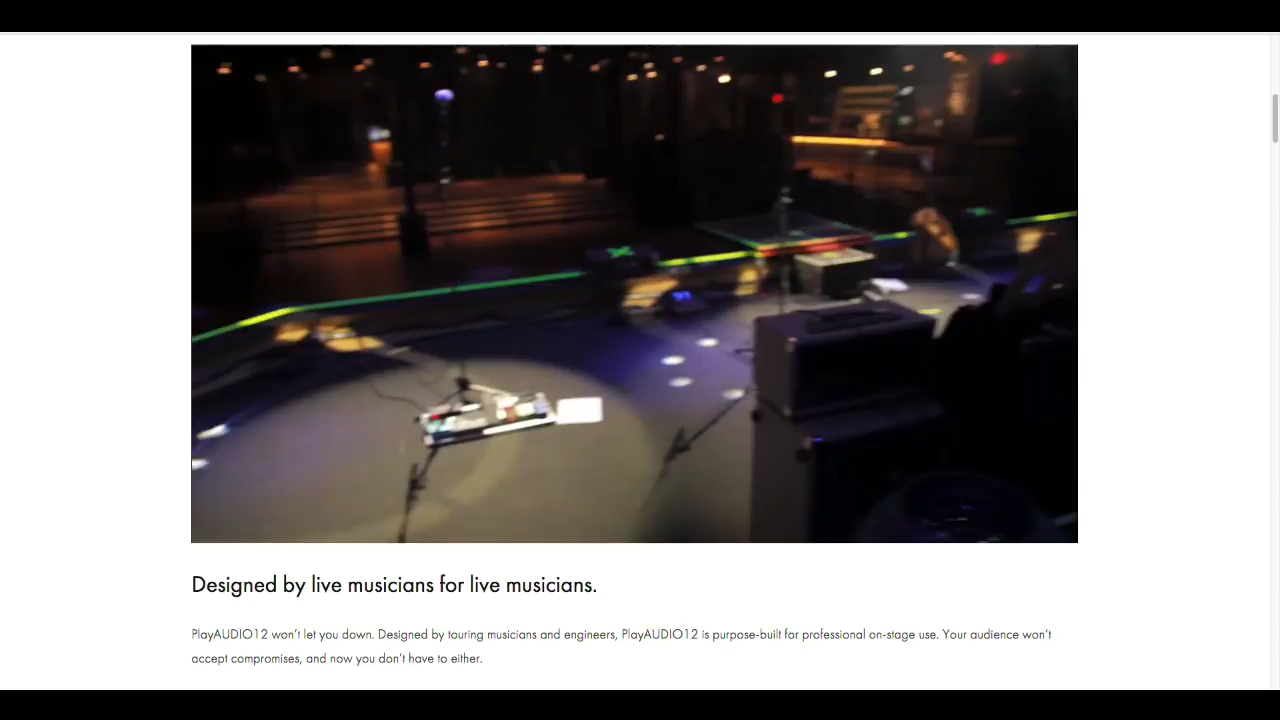 Designed by live musicians for live musicians.
PlayAUDIO12 won't let you down. Designed by touring musicians and engineers, PlayAUDIO12 is purpose-built for professional on-stage use. Your audience won't
accept compromises, and now you don't have to either.